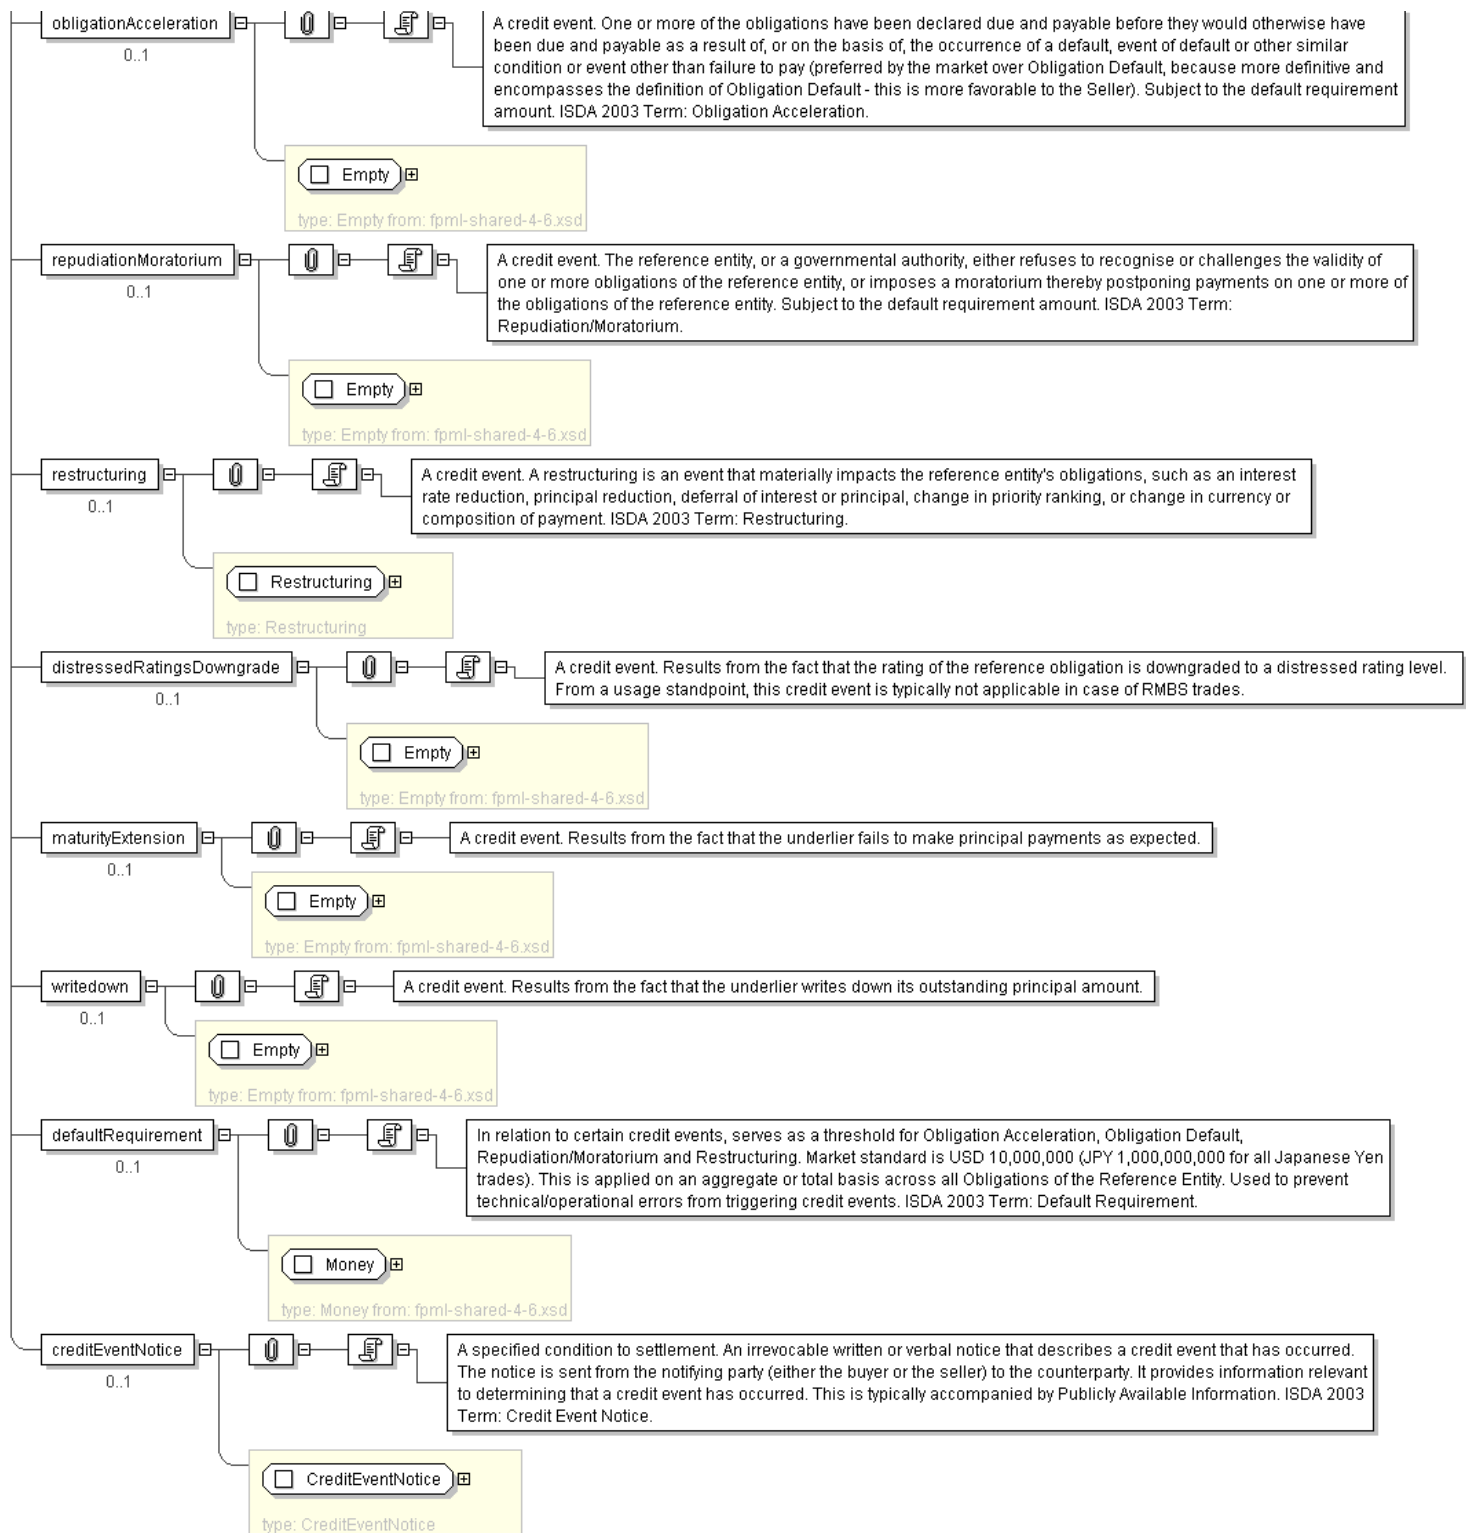 obligationAcceleration
0..1
A credit event. One or more of the obligations have been declared due and payable before they would otherwise have
been due and payable as a result of, or on the basis of, the occurrence of a default, event of default or other similar
condition or event other than failure to pay (preferred by the market over Obligation Default, because more definitive and
encompasses the definition of Obligation Default - this is more favorable to the Seller). Subject to the default requirement
amount. ISDA 2003 Term: Obligation Acceleration.
Empty
type: Empty from: fpml-shared-4-6.xsd
repudiationMoratorium
0..1
A credit event. The reference entity, or a governmental authority, either refuses to recognise or challenges the validity of
one or more obligations of the reference entity, or imposes a moratorium thereby postponing payments on one or more of
the obligations of the reference entity. Subject to the default requirement amount. ISDA 2003 Term:
Repudiation/Moratorium.
Empty
type: Empty from: fpml-shared-4-6.xsd
restructuring
0..1
A credit event. A restructuring is an event that materially impacts the reference entity's obligations, such as an interest
rate reduction, principal reduction, deferral of interest or principal, change in priority ranking, or change in currency or
composition of payment. ISDA 2003 Term: Restructuring.
Restructuring
type: Restructuring
distressedRatingsDowngrade
0..1
A credit event. Results from the fact that the rating of the reference obligation is downgraded to a distressed rating level.
From a usage standpoint, this credit event is typically not applicable in case of RMBS trades.
Empty
type: Empty from: fpml-shared-4-6.xsd
maturityExtension
0..1
A credit event. Results from the fact that the underlier fails to make principal payments as expected.
Empty
type: Empty from: fpml-shared-4-6.xsd
writedown
0..1
A credit event. Results from the fact that the underlier writes down its outstanding principal amount.
Empty
type: Empty from: fpml-shared-4-6.xsd
defaultRequirement
0..1
In relation to certain credit events, serves as a threshold for Obligation Acceleration, Obligation Default,
Repudiation/Moratorium and Restructuring. Market standard is USD 10,000,000 (JPY 1,000,000,000 for all Japanese Yen
trades). This is applied on an aggregate or total basis across all Obligations of the Reference Entity. Used to prevent
technical/operational errors from triggering credit events. ISDA 2003 Term: Default Requirement.
Money
type: Money from: fpml-shared-4-6.xsd
creditEventNotice
0..1
A specified condition to settlement. An irrevocable written or verbal notice that describes a credit event that has occurred.
The notice is sent from the notifying party (either the buyer or the seller) to the counterparty. It provides information relevant
to determining that a credit event has occurred. This is typically accompanied by Publicly Available Information. ISDA 2003
Term: Credit Event Notice.
CreditEventNotice
type: CreditEventNotice